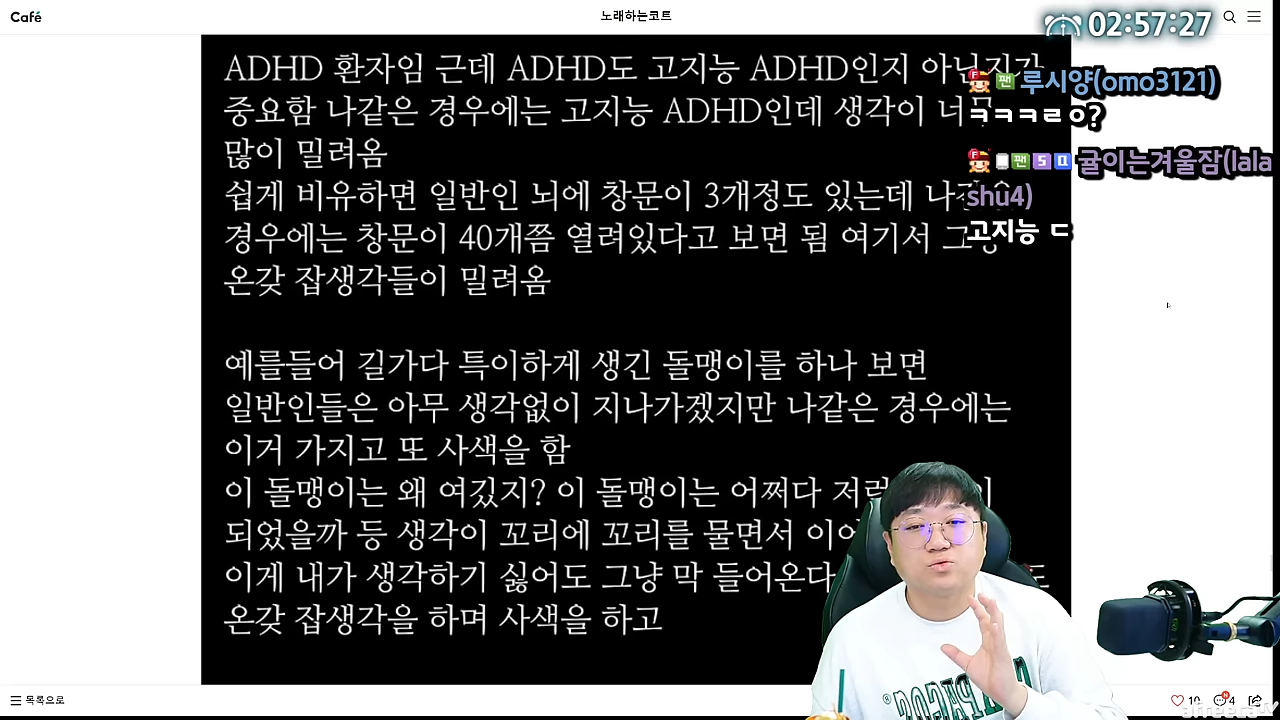 Café
노래하는코트
02:57:27
ADHD 환자임 근데 ADHD도 고지능 ADHD인지 아닌지가
중요함 나같은 경우에는 고지능 ADHD인데 생각이 너무
많이 밀려옴
쉽게 비유하면 일반인 뇌에 창문이 3개정도 있는데
경우에는 창문이 40개쯤 열려있다고 보면 됨 여기서
온갖 잡생각들이 밀려옴
예를들어 길가다 특이하게 생긴 돌맹이를 하나 보면
일반인들은 아무 생각없이 지나가겠지만 나같은 경우에는
이거 가지고 또 사색을 함
이 돌맹이는 왜 여깄지? 이 돌맹이는 어쩌다
되었을까 등 생각이 꼬리에 꼬리를 물면서
이게 내가 생각하기 싫어도 그냥 막 들어온다
온갖 잡생각을 하며 사색을 하고
팬 루시양(omo3121)
ㅋㅋㅋㄹㅇ?
팬 5 귤이는겨울잠(lala
shu4)
고지능 ㄷ
목록으로
10
4